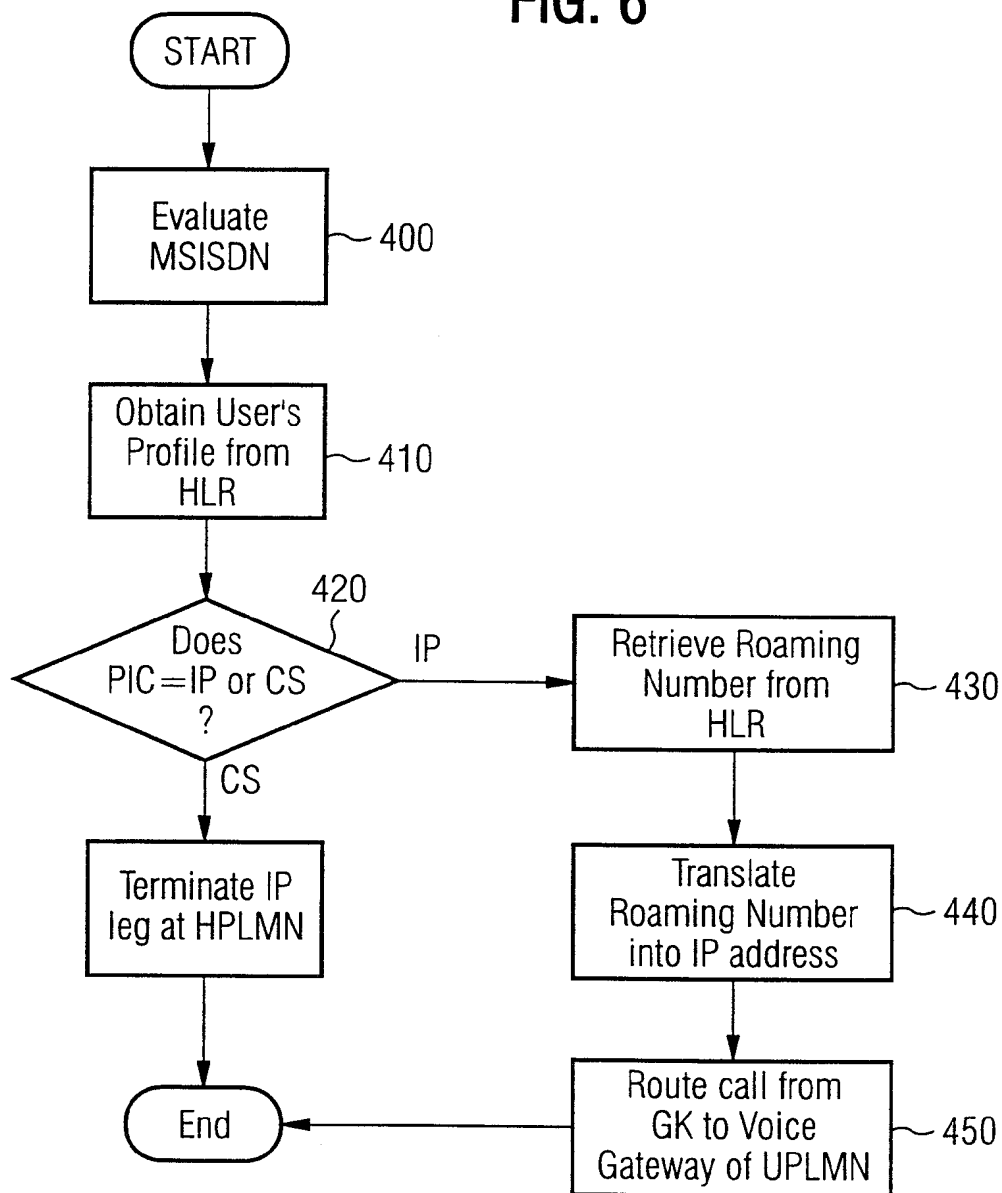 FIG. 6
START
Evaluate
MSISDN
400
Obtain User's
Profile from
HLR
410
420
Does
PIC=IP or CS
?
IP
CS
Retrieve Roaming
Number from
HLR
430
Terminate IP
leg at HPLMN
Translate
Roaming Number
into IP address
440
Route call from
GK to Voice
Gateway of UPLMN
450
End